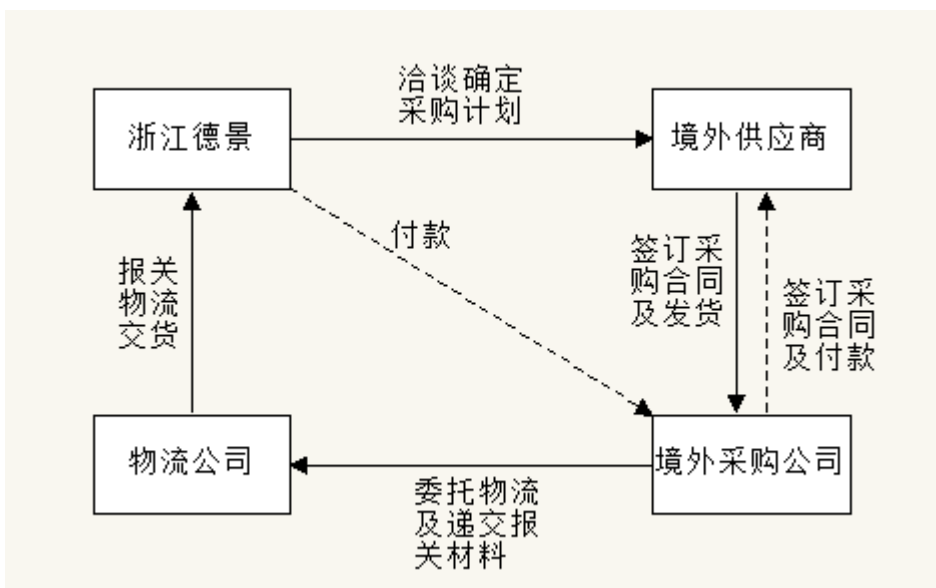 洽谈确定
采购计划
浙江德景
境外供应商
付款
签订采
购合同
及发货
签订采
购合同
及付款
报关
物流
交货
物流公司
境外采购公司
委托物流
及递交报
关材料